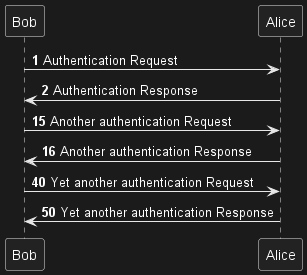 Bob Alice
1 Authentication Request
2 Authentication Response
15 Another authentication Request
16 Another authentication Response
40 Yet another authentication Request
50 Yet another authentication Response
Bob Alice